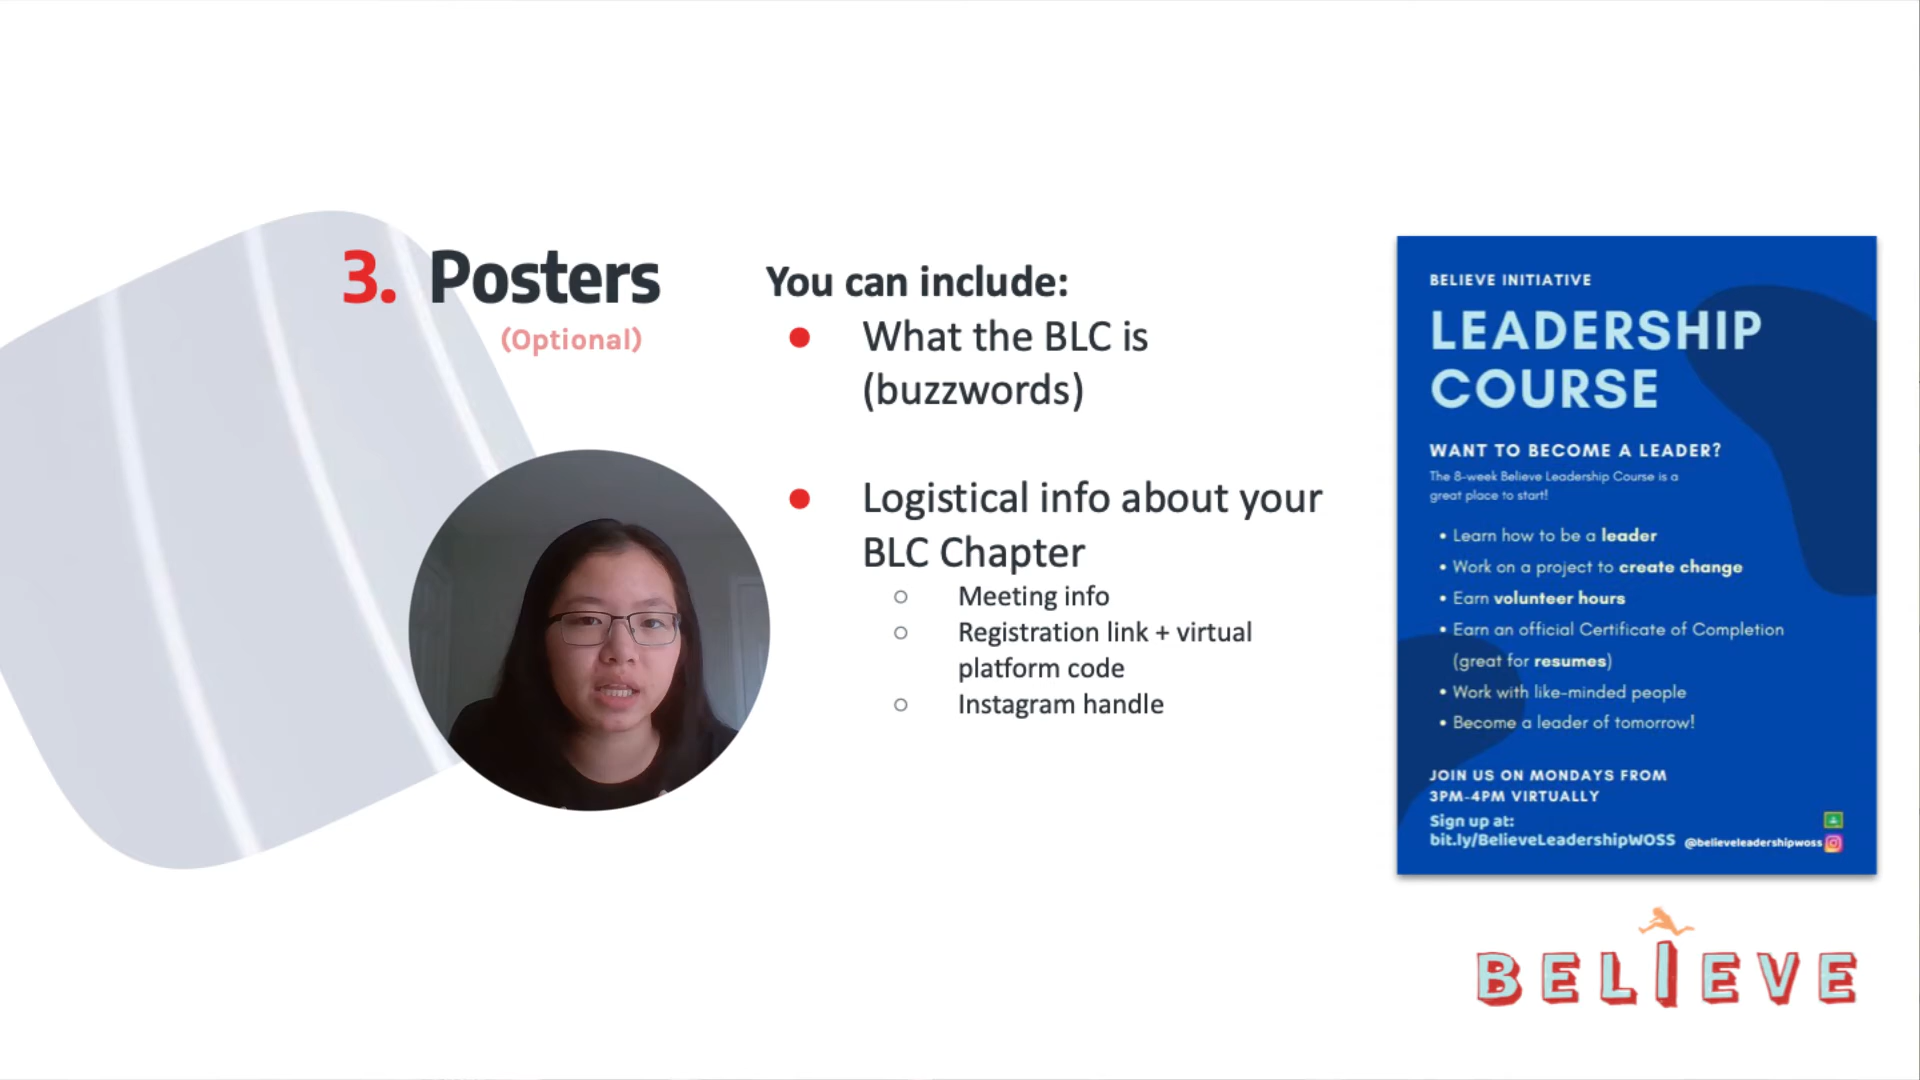 3. Posters
(Optional)
You can include:
● What the BLC is
(buzzwords)
● Logistical info about your
BLC Chapter
○ Meeting info
○ Registration link + virtual
platform code
○ Instagram handle
BELIEVE INITIATIVE
LEADERSHIP
COURSE
WANT TO BECOME A LEADER?
The 8-week Believe Leadership Course is a
great place to start!
• Learn how to be a leader
• Work on a project to create change
• Earn volunteer hours
• Earn an official Certificate of Completion
(great for resumes)
• Work with like-minded people
• Become a leader of tomorrow!
JOIN US ON MONDAYS FROM
3PM-4PM VIRTUALLY
Sign up at:
bit.ly/BelieveLeadershipWOSS @believeleadershipwoss
BELIEVE